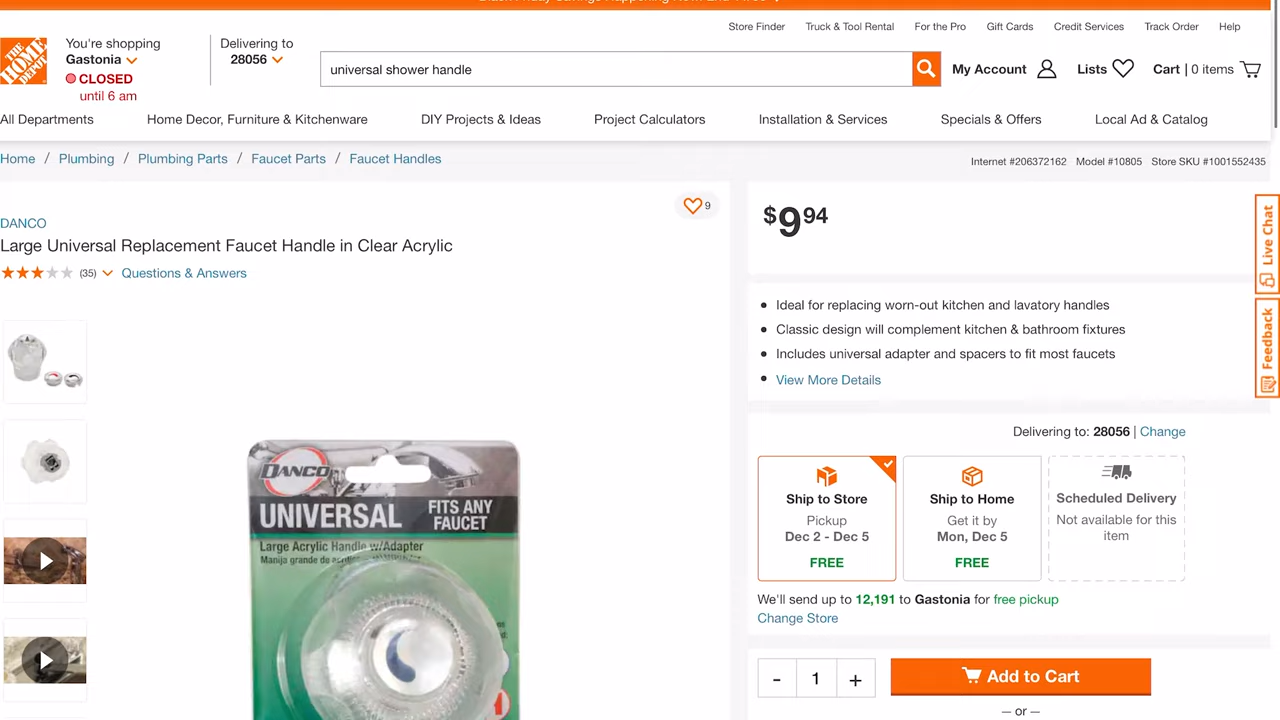 Store Finder Truck & Tool Rental For the Pro Gift Cards Credit Services Track Order Help
THE HOME DEPOT
You're shopping
Gastonia
CLOSED
until 6 am
Delivering to
28056
universal shower handle
My Account
Lists
Cart | 0 items
All Departments Home Decor, Furniture & Kitchenware DIY Projects & Ideas Project Calculators Installation & Services Specials & Offers Local Ad & Catalog
Home / Plumbing / Plumbing Parts / Faucet Parts / Faucet Handles
Internet #206372162 Model #10805 Store SKU #1001552435
9
DANCO
Large Universal Replacement Faucet Handle in Clear Acrylic
(35) Questions & Answers
DANCO
UNIVERSAL
FITS ANY
FAUCET
Large Acrylic Handle w/Adapter
Manija grande de
$9.94
Ideal for replacing worn-out kitchen and lavatory handles
Classic design will complement kitchen & bathroom fixtures
Includes universal adapter and spacers to fit most faucets
View More Details
Delivering to: 28056 | Change
Ship to Store
Pickup
Dec 2 - Dec 5
FREE
Ship to Home
Get it by
Mon, Dec 5
FREE
Scheduled Delivery
Not available for this
item
We'll send up to 12,191 to Gastonia for free pickup
Change Store
- 1 +
Add to Cart
— or —
Live Chat
Feedback